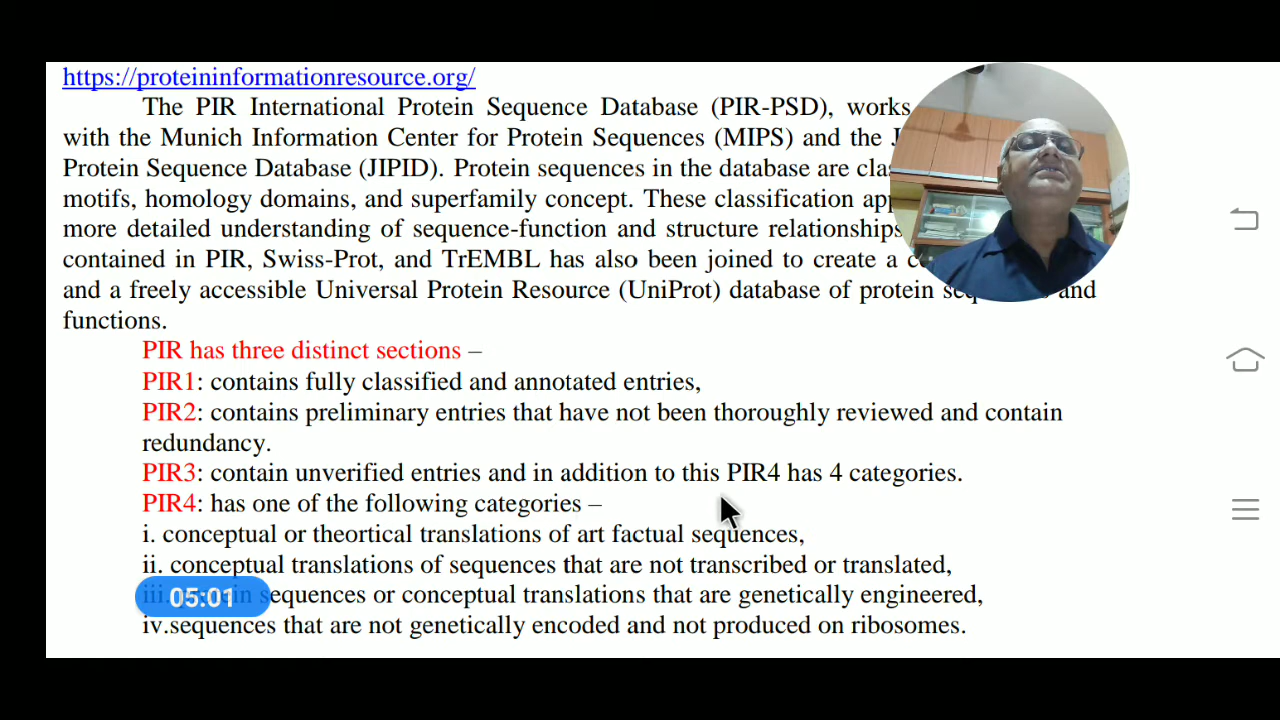 https://proteininformationresource.org/
The PIR International Protein Sequence Database (PIR-PSD), works
with the Munich Information Center for Protein Sequences (MIPS) and the
Protein Sequence Database (JIPID). Protein sequences in the database are
motifs, homology domains, and superfamily concept. These classification
more detailed understanding of sequence-function and structure relationships
contained in PIR, Swiss-Prot, and TrEMBL has also been joined to create a
and a freely accessible Universal Protein Resource (UniProt) database of protein and
functions.
PIR has three distinct sections –
PIR1: contains fully classified and annotated entries,
PIR2: contains preliminary entries that have not been thoroughly reviewed and contain
redundancy.
PIR3: contain unverified entries and in addition to this PIR4 has 4 categories.
PIR4: has one of the following categories –
i. conceptual or theortical translations of art factual sequences,
ii. conceptual translations of sequences that are not transcribed or translated,
05:01 sequences or conceptual translations that are genetically engineered,
iv.sequences that are not genetically encoded and not produced on ribosomes.